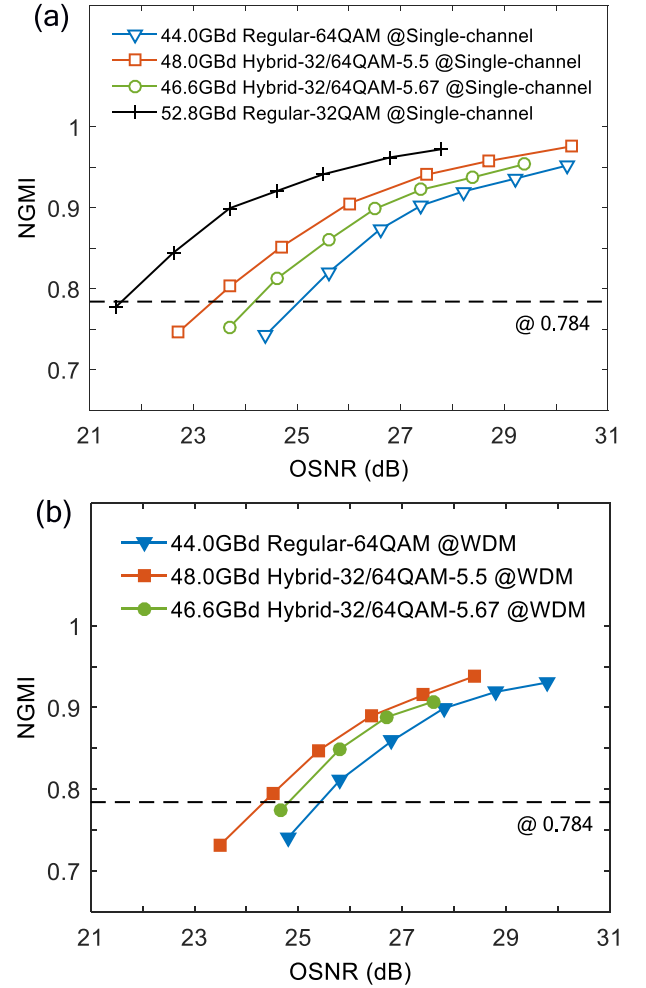 (a)
44.0GBd Regular-64QAM @Single-channel
48.0GBd Hybrid-32/64QAM-5.5 @Single-channel
46.6GBd Hybrid-32/64QAM-5.67 @Single-channel
52.8GBd Regular-32QAM @Single-channel
1
0.9
0.8
0.7
NGMI
@ 0.784
21 23 25 27 29 31
OSNR (dB)
(b)
44.0GBd Regular-64QAM @WDM
48.0GBd Hybrid-32/64QAM-5.5 @WDM
46.6GBd Hybrid-32/64QAM-5.67 @WDM
1
0.9
0.8
0.7
NGMI
@ 0.784
21 23 25 27 29 31
OSNR (dB)